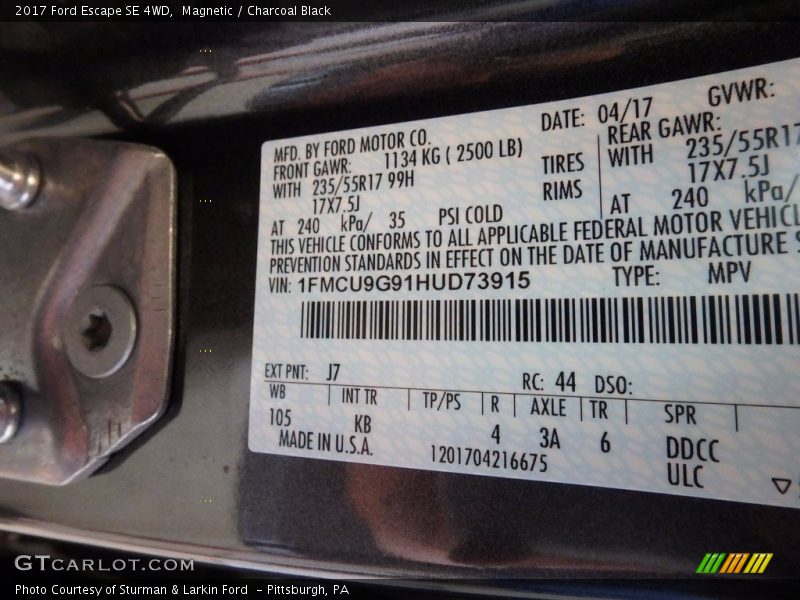 2017 Ford Escape SE 4WD, Magnetic / Charcoal Black
MFD. BY FORD MOTOR CO.
DATE: 04/17
GVWR:
FRONT GAWR: 1134 KG ( 2500 LB)
REAR GAWR:
WITH 235/55R17 99H
TIRES
WITH 235/55R17
17X7.5J
RIMS
17X7.5J
AT 240 kPa/ 35 PSI COLD
AT 240 kPa/
THIS VEHICLE CONFORMS TO ALL APPLICABLE FEDERAL MOTOR VEHICL
PREVENTION STANDARDS IN EFFECT ON THE DATE OF MANUFACTURE S
VIN: 1FMCU9G91HUD73915
TYPE: MPV
EXT PNT: J7
RC: 44 DSO:
WB INT TR TP/PS R AXLE TR SPR
105 KB 4 3A 6 DDCC
MADE IN U.S.A.
1201704216675
ULC
GTCARLOT.COM
Photo Courtesy of Sturman & Larkin Ford - Pittsburgh, PA